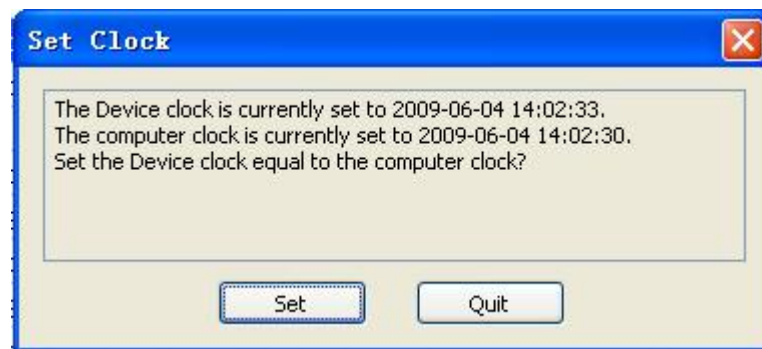 Set Clock
The Device clock is currently set to 2009-06-04 14:02:33.
The computer clock is currently set to 2009-06-04 14:02:30.
Set the Device clock equal to the computer clock?
Set Quit